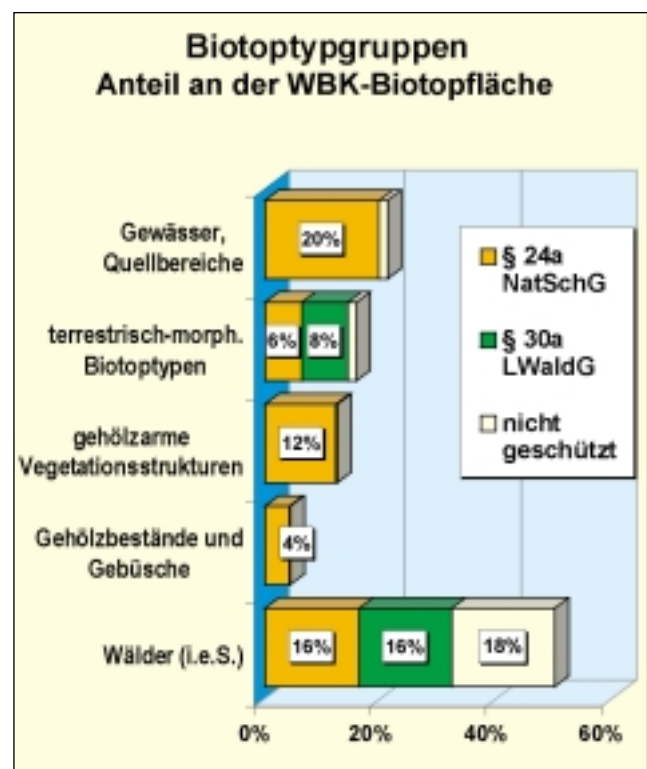 Biotoptypgruppen
Anteil an der WBK-Biotopfläche
Gewässer,
Quellbereiche
20%
terrestrisch-morph.
Biotoptypen
6%
8%
gehölzarme
Vegetationsstrukturen
12%
Gehölzbestände und
Gebüsche
4%
Wälder (i.e.S.)
16%
16%
18%
§ 24a
NatSchG
§ 30a
LWaldG
nicht
geschützt
0%
20%
40%
60%